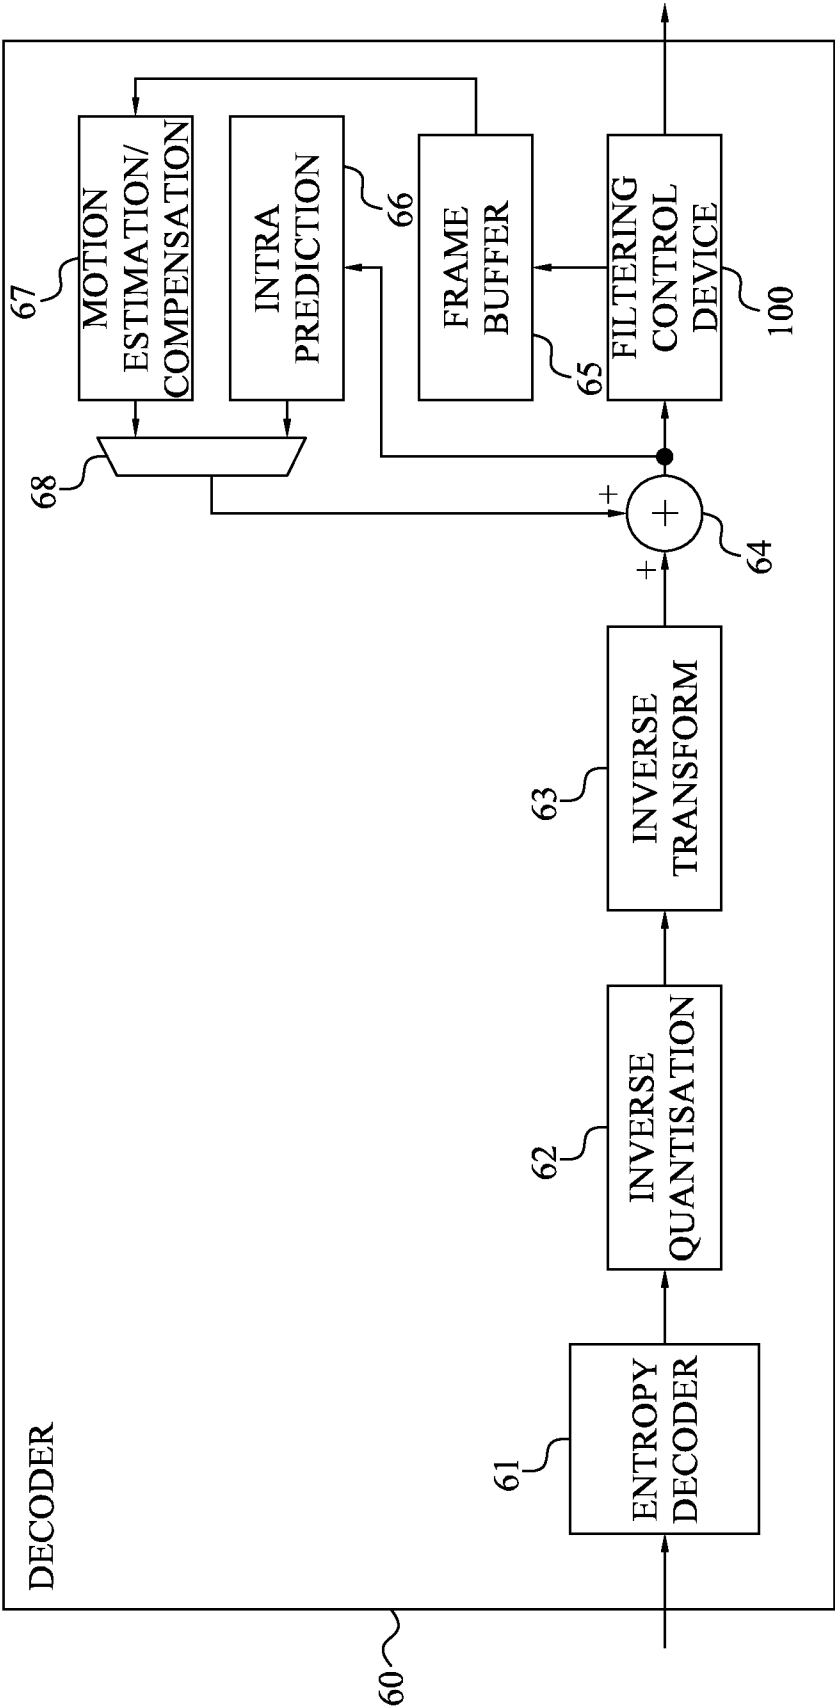 DECODER
60
67
MOTION
ESTIMATION/
COMPENSATION
68
INTRA
PREDICTION
66
FRAME
BUFFER
65
ENTROPY
DECODER
61
INVERSE
QUANTISATION
62
INVERSE
TRANSFORM
63
+
+
+
64
FILTERING
CONTROL
DEVICE
100